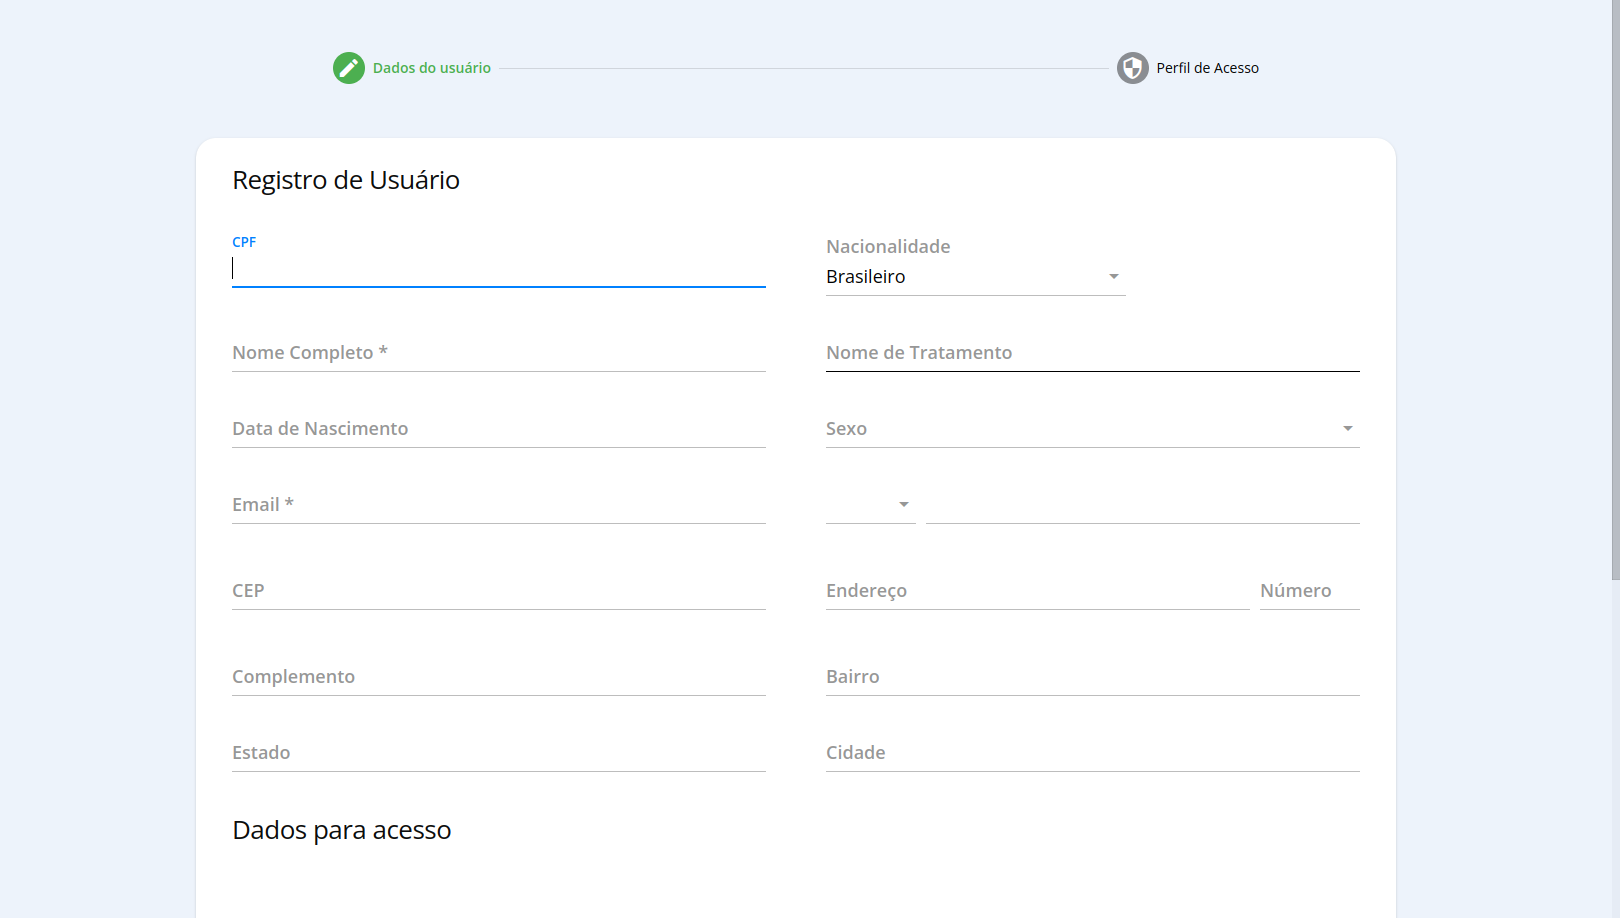 Dados do usuário
Perfil de Acesso
Registro de Usuário
CPF
Nacionalidade
Brasileiro
Nome Completo *
Nome de Tratamento
Data de Nascimento
Sexo
Email *
CEP
Endereço
Número
Complemento
Bairro
Estado
Cidade
Dados para acesso